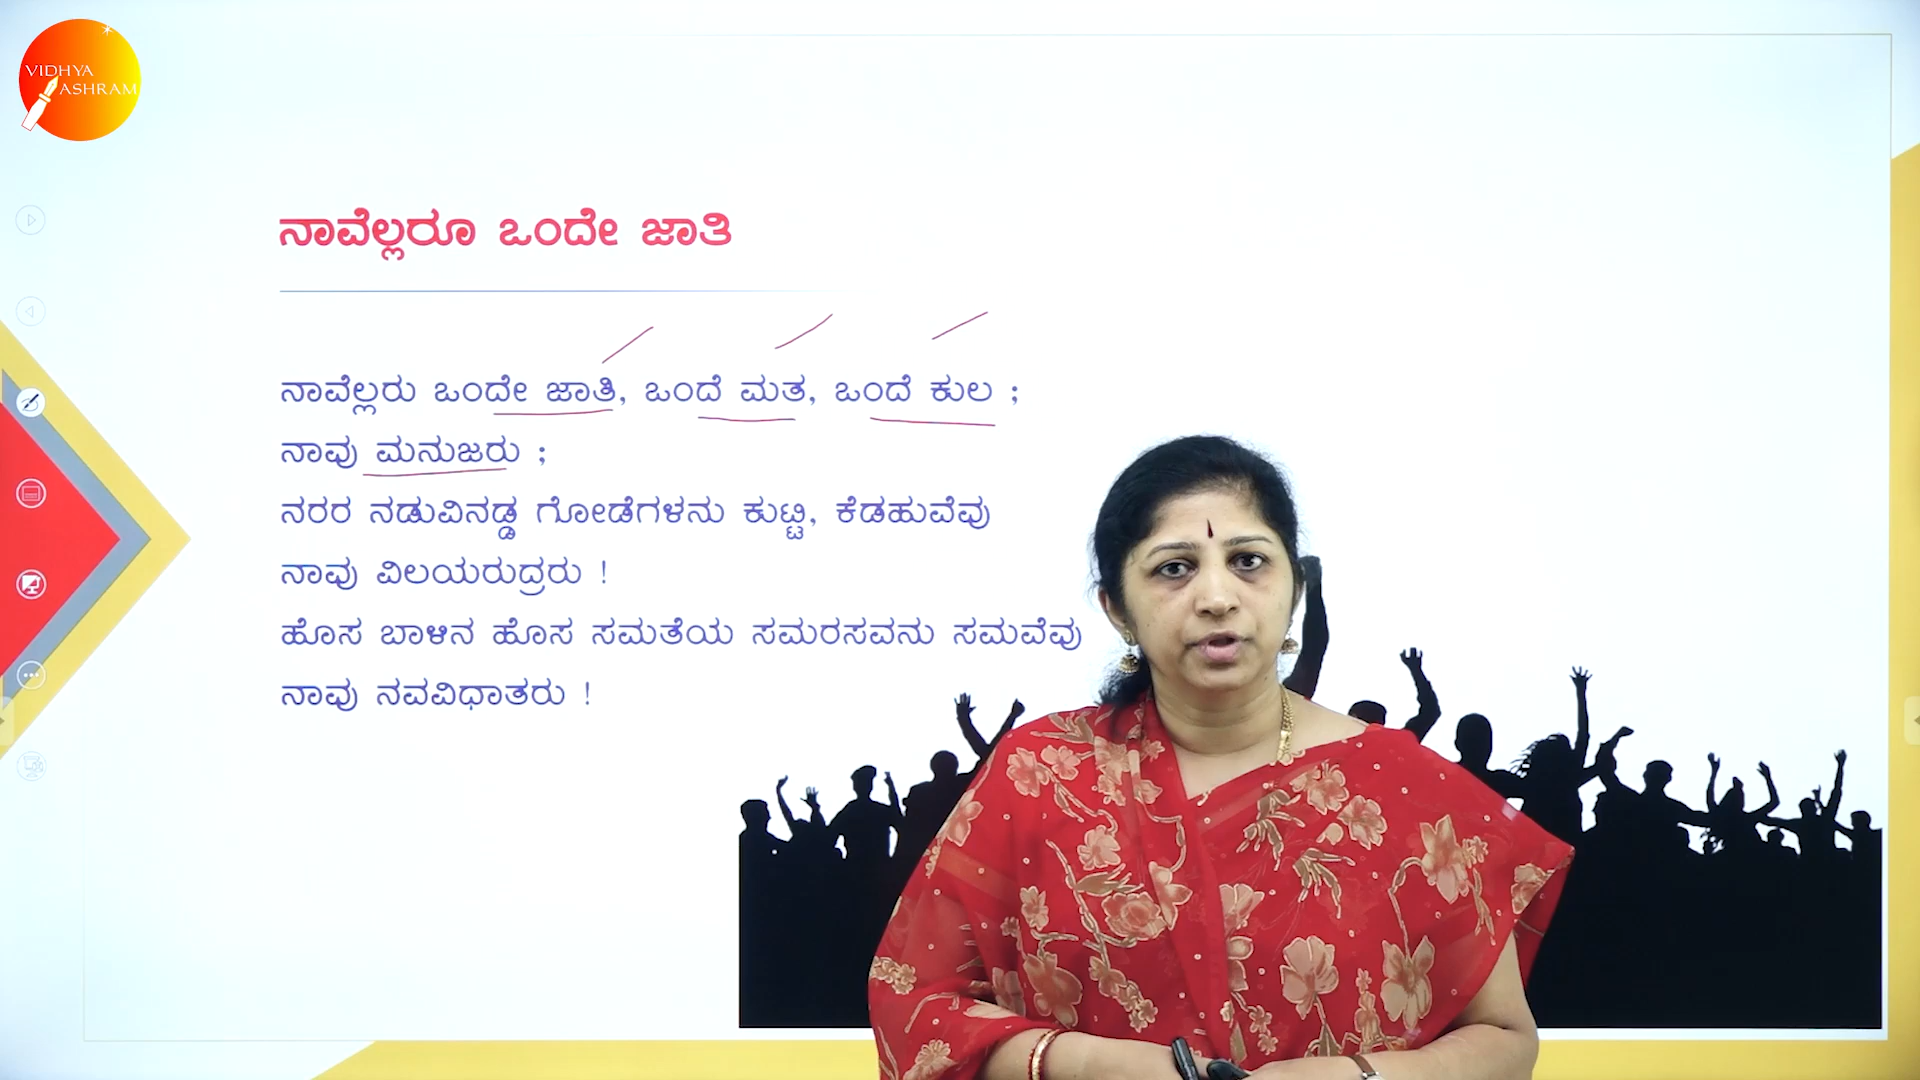 VIDHYA
ASHRAM
ನಾವೆಲ್ಲರೂ ಒಂದೇ ಜಾತಿ
ನಾವೆಲ್ಲರು ಒಂದೇ ಜಾತಿ, ಒಂದೆ ಮತ, ಒಂದೆ ಕುಲ ;
ನಾವು ಮನುಜರು ;
ನರರ ನಡುವಿನಡ್ಡ ಗೋಡೆಗಳನು ಕುಟ್ಟಿ, ಕೆಡಹುವೆವು
ನಾವು ವಿಲಯರುದ್ರರು !
ಹೊಸ ಬಾಳಿನ ಹೊಸ ಸಮತೆಯ ಸಮರಸವನು ಸಮವೆವು
ನಾವು ನವವಿಧಾತರು !